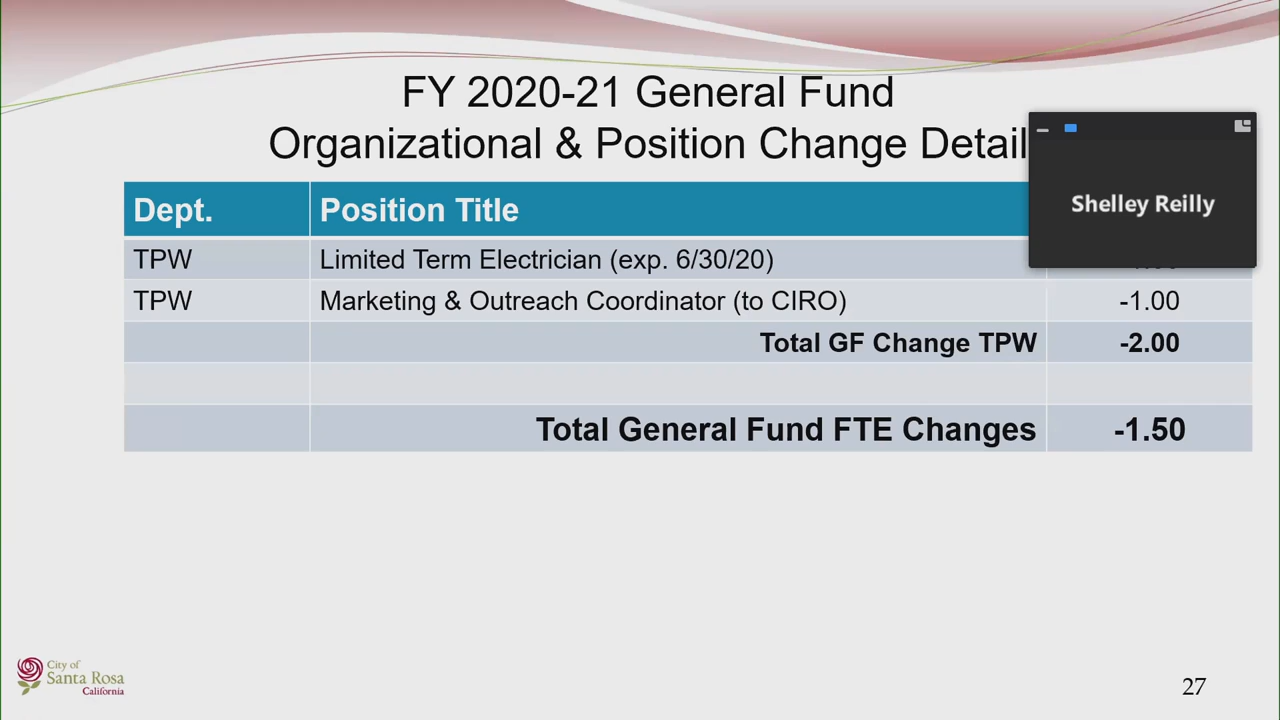 FY 2020-21 General Fund
Organizational & Position Change Detail
Shelley Reilly
Dept. Position Title
TPW Limited Term Electrician (exp. 6/30/20)
TPW Marketing & Outreach Coordinator (to CIRO) -1.00
Total GF Change TPW -2.00
Total General Fund FTE Changes -1.50
City of
Santa Rosa
California
27